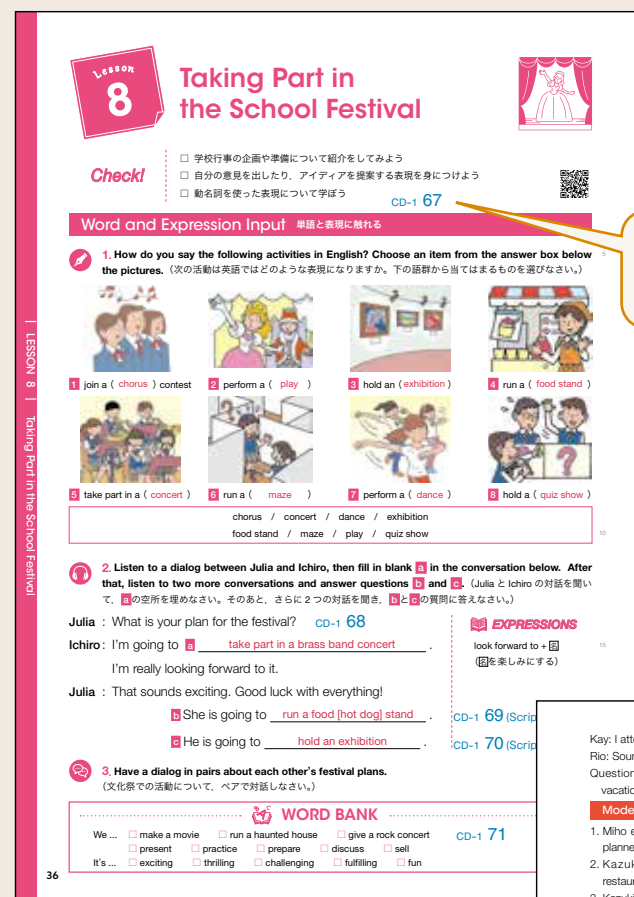 Lesson
8
Taking Part in
the School Festival
Check!
□ 学校行事の企画や準備について紹介をしてみよう
□ 自分の意見を出したり，アイディアを提案する表現を身につけよう
□ 動名詞を使った表現について学ぼう
CD-1 67
Word and Expression Input 単語と表現に触れる
1. How do you say the following activities in English? Choose an item from the answer box below
the pictures.（次の活動は英語ではどのような表現になりますか。下の語群から当てはまるものを選びなさい。）
5
1 join a ( chorus ) contest
2 perform a ( play )
3 hold an ( exhibition )
4 run a ( food stand )
5 take part in a ( concert )
6 run a ( maze )
7 perform a ( dance )
8 hold a ( quiz show )
chorus / concert / dance / exhibition
food stand / maze / play / quiz show
10
2. Listen to a dialog between Julia and Ichiro, then fill in blank a in the conversation below. After
that, listen to two more conversations and answer questions b and c.（Julia と Ichiro の対話を聞い
て，aの空所を埋めなさい。そのあと，さらに2つの対話を聞き，bとcの質問に答えなさい。）
Julia : What is your plan for the festival? CD-1 68
Ichiro : I'm going to a take part in a brass band concert .
I'm really looking forward to it.
Julia : That sounds exciting. Good luck with everything!
EXPRESSIONS
look forward to + 名
（名を楽しみにする）
15
b She is going to run a food [hot dog] stand . CD-1 69 (Scrip
c He is going to hold an exhibition . CD-1 70 (Scrip
3. Have a dialog in pairs about each other's festival plans.
（文化祭での活動について，ペアで対話しなさい。）
WORD BANK
We ... □ make a movie □ run a haunted house □ give a rock concert CD-1 71
□ present □ practice □ prepare □ discuss □ sell
It's ... □ exciting □ thrilling □ challenging □ fulfilling □ fun
36
| LESSON 8 | Taking Part in the School Festival
Kay: I att
Rio: Sour
Question
vacatio
Mode
1. Miho e
planne
2. Kazuk
restaur